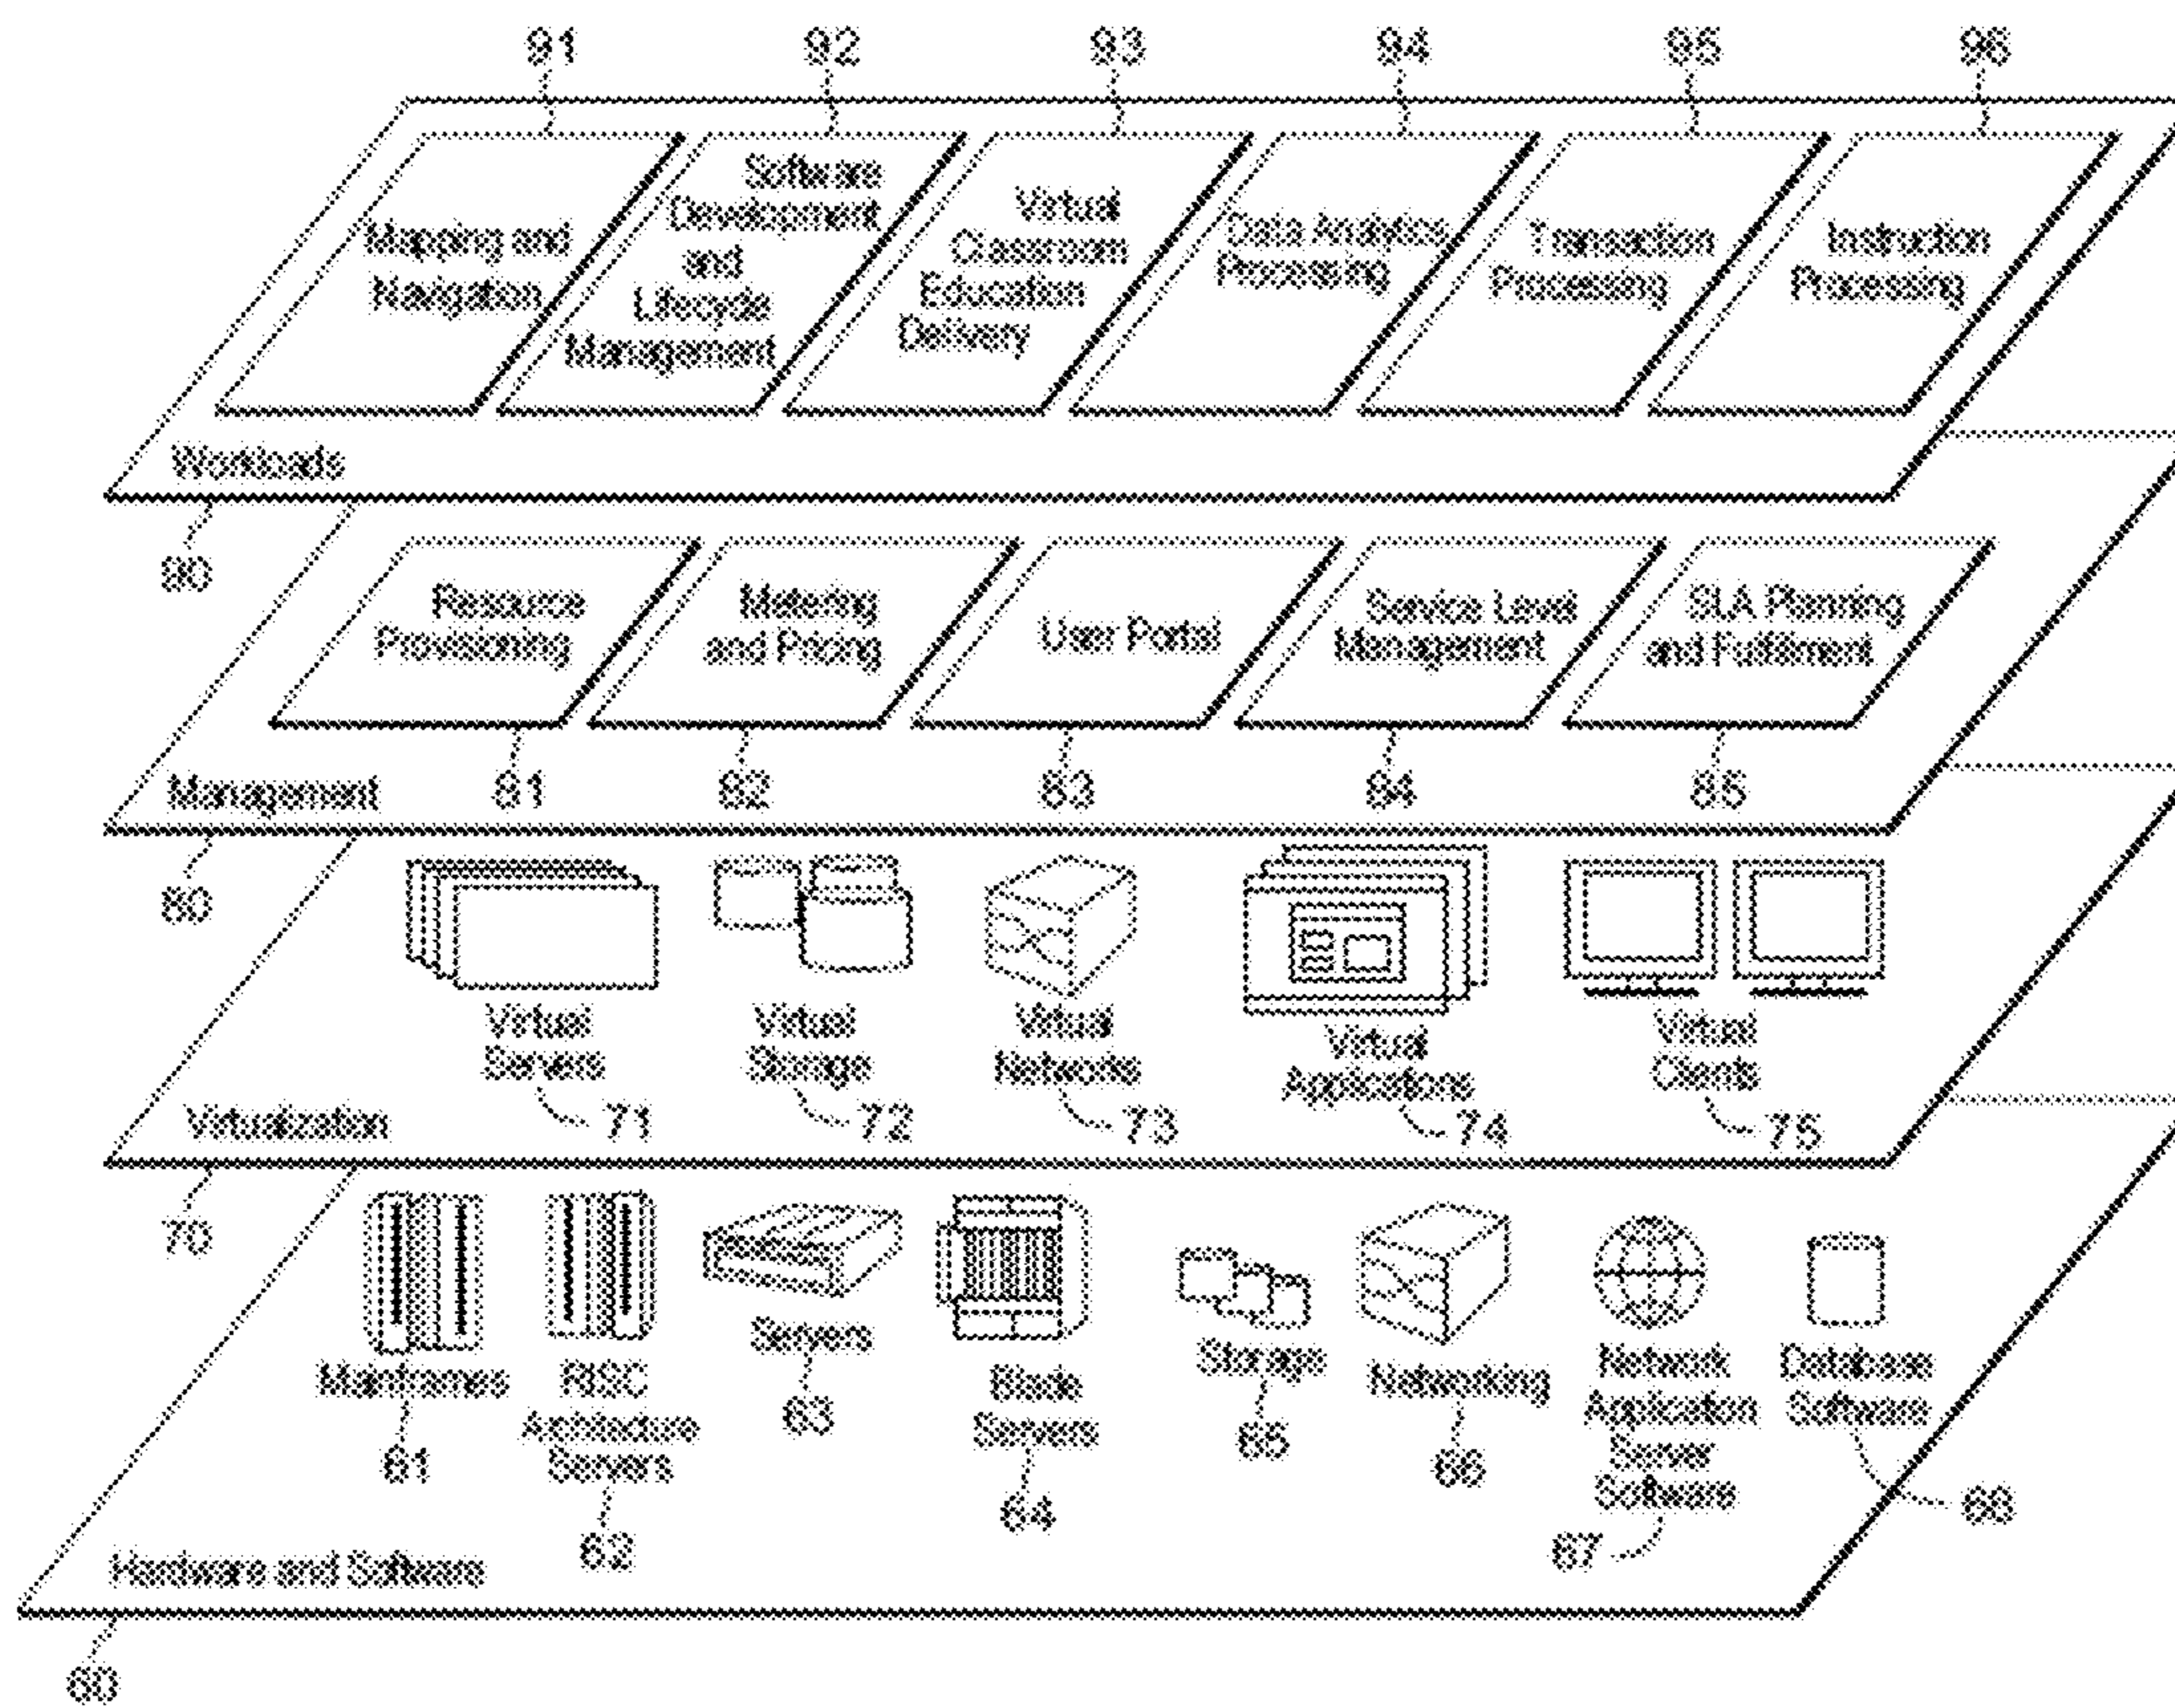 91 92 93 94 95 96
Mapping and
Navigation
Software
Development
and
Lifecycle
Management
Virtual
Classroom
Education
Delivery
Data Analytics
Processing
Transaction
Processing
Instruction
Processing
Workloads
90
Resource
Provisioning
Metering
and Pricing
User Portal
Service Level
Management
SLA Planning
and Fulfillment
81 82 83 84 85
Management
80
Virtual
Servers
Virtual
Storage
Virtual
Networks
Virtual
Applications
Virtual
Clients
71 72 73 74 75
Virtualization
70
Mainframes
61
RISC
Architecture
Servers
62
Servers
63
Blade
Servers
64
Storage
65
Networking
66
Network
Application
Server
Software
67
Database
Software
68
Hardware and Software
60